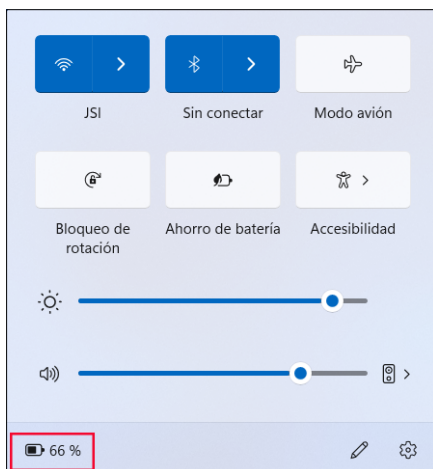 JSI
Sin conectar
Modo avión
Bloqueo de
rotación
Ahorro de batería
Accesibilidad
66 %